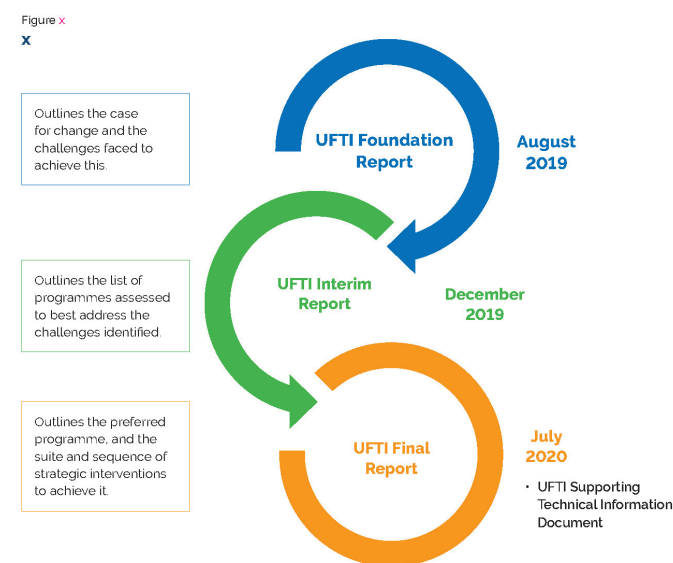 Figure x
x
Outlines the case
for change and the
challenges faced to
achieve this.
UFTI Foundation
Report
August
2019
Outlines the list of
programmes assessed
to best address the
challenges identified.
UFTI Interim
Report
December
2019
Outlines the preferred
programme, and the
suite and sequence of
strategic interventions
to achieve it.
UFTI Final
Report
July
2020
• UFTI Supporting
Technical Information
Document